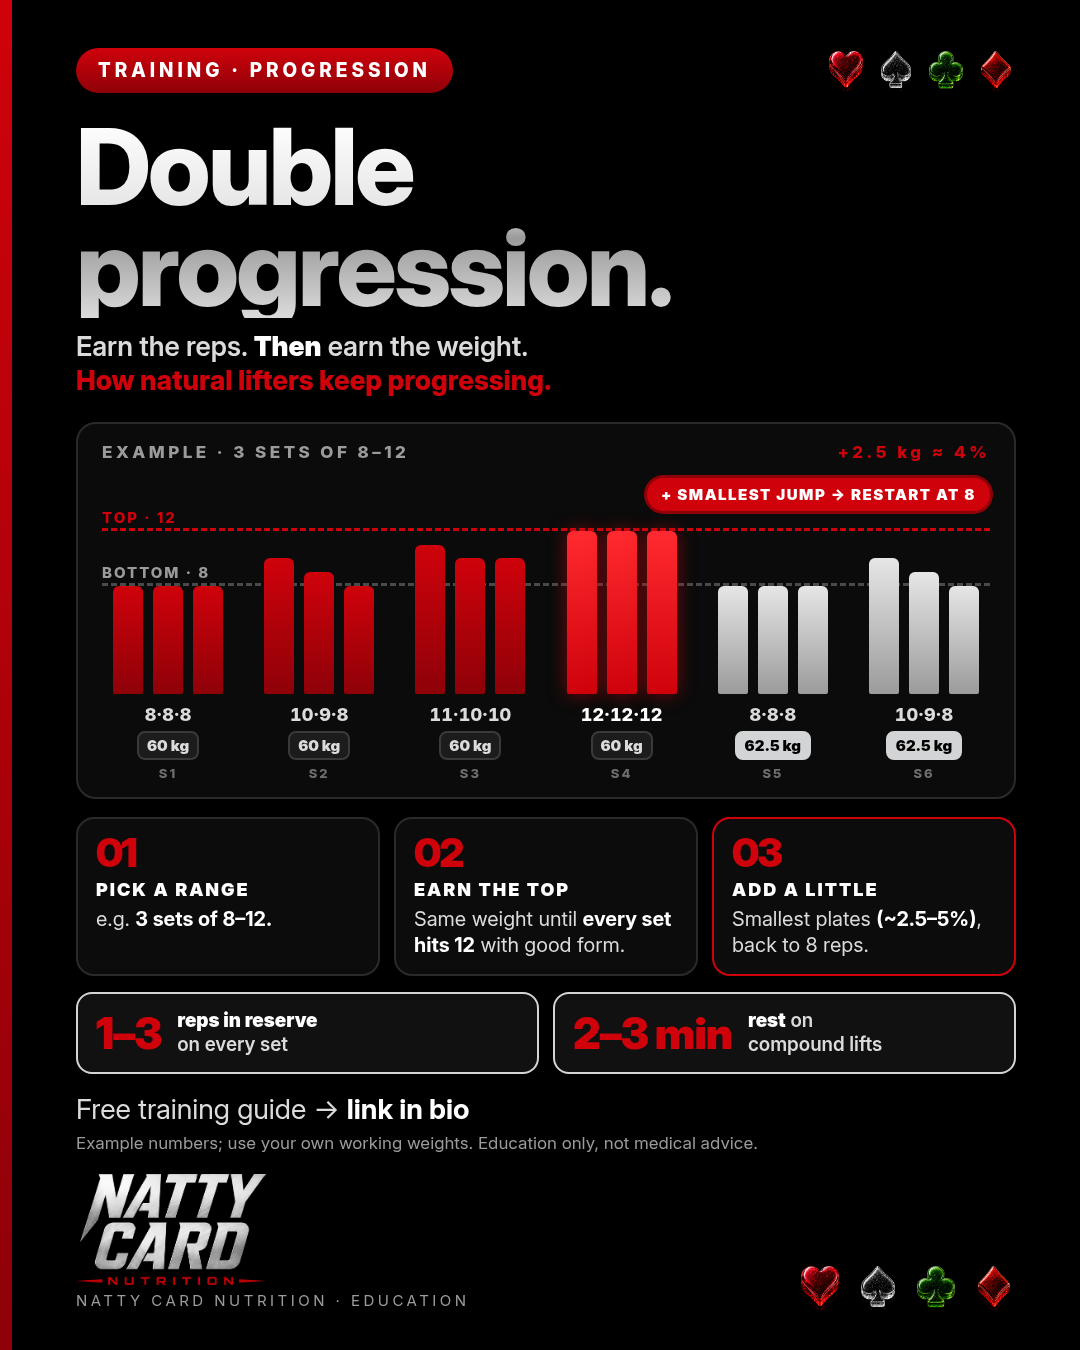 TRAINING · PROGRESSION
Double
progression.
Earn the reps. Then earn the weight.
How natural lifters keep progressing.
EXAMPLE · 3 SETS OF 8–12
+2.5 kg ≈ 4%
+ SMALLEST JUMP → RESTART AT 8
TOP · 12
BOTTOM · 8
8·8·8 10·9·8 11·10·10 12·12·12 8·8·8 10·9·8
60 kg 60 kg 60 kg 60 kg 62.5 kg 62.5 kg
S1 S2 S3 S4 S5 S6
01
PICK A RANGE
e.g. 3 sets of 8–12.
02
EARN THE TOP
Same weight until every set
hits 12 with good form.
03
ADD A LITTLE
Smallest plates (~2.5–5%),
back to 8 reps.
1–3 reps in reserve
on every set
2–3 min rest on
compound lifts
Free training guide → link in bio
Example numbers; use your own working weights. Education only, not medical advice.
NATTY
CARD
NUTRITION
NATTY CARD NUTRITION · EDUCATION